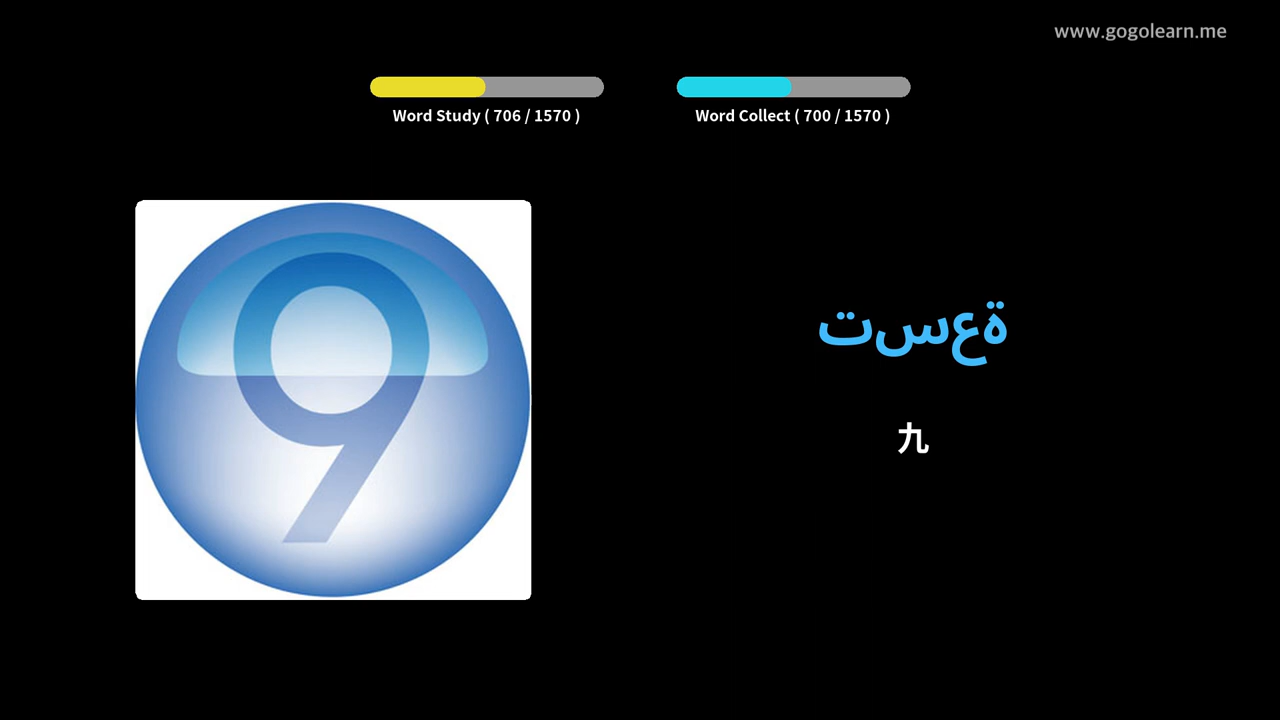 www.gogolearn.me
Word Study ( 706 / 1570 )
Word Collect ( 700 / 1570 )
9
تسعة
九